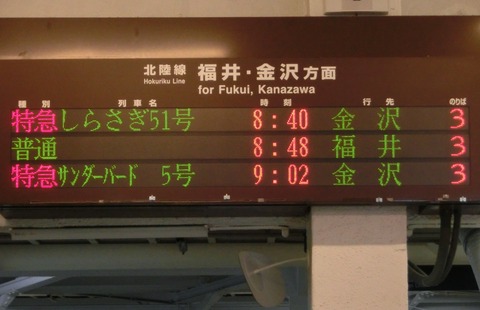 北陸線 福井・金沢方面
Hokuriku Line for Fukui, Kanazawa
種別 列車名 時刻 行先 のりば
特急 しらさぎ51号 8:40 金沢 3
普通 8:48 福井 3
特急 サンダーバード 5号 9:02 金沢 3